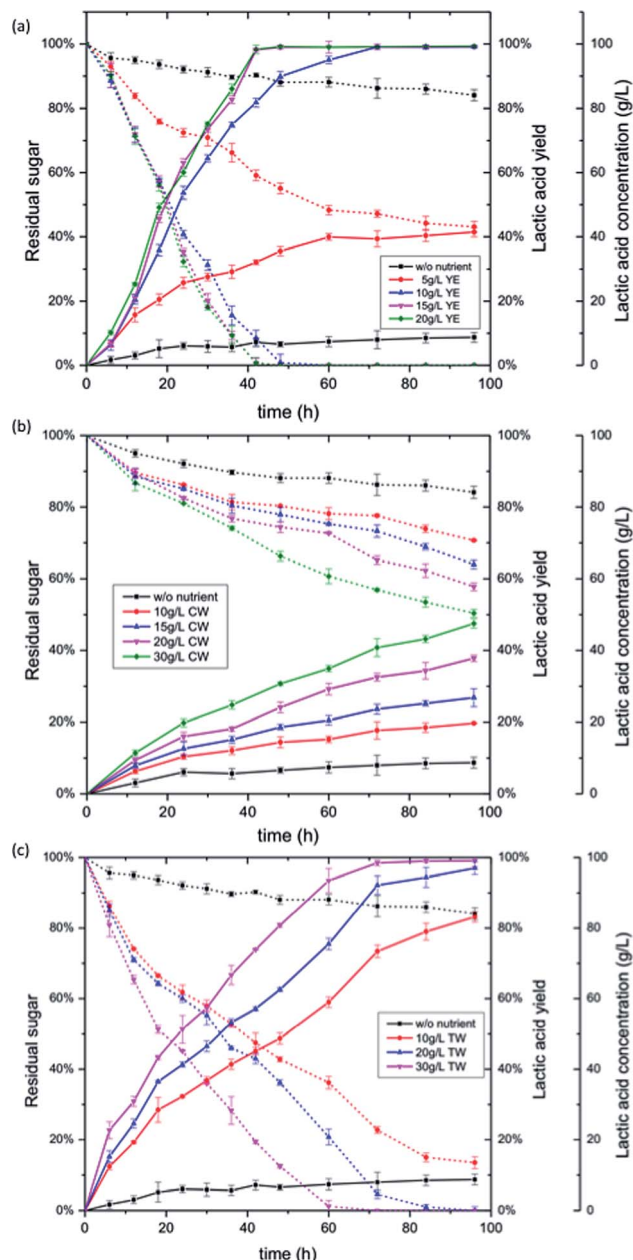 (a)
100%
80%
60%
40%
20%
0%
Residual sugar
0
20
40
60
80
100
time (h)
100%
80%
60%
40%
20%
0%
Lactic acid yield
100
80
60
40
20
0
Lactic acid concentration (g/L)
w/o nutrient
5g/L YE
10g/L YE
15g/L YE
20g/L YE
(b)
100%
80%
60%
40%
20%
0%
Residual sugar
0
20
40
60
80
100
time (h)
100%
80%
60%
40%
20%
0%
Lactic acid yield
100
80
60
40
20
0
Lactic acid concentration (g/L)
w/o nutrient
10g/L CW
15g/L CW
20g/L CW
30g/L CW
(c)
100%
80%
60%
40%
20%
0%
Residual sugar
0
20
40
60
80
100
time (h)
100%
80%
60%
40%
20%
0%
Lactic acid yield
100
80
60
40
20
0
Lactic acid concentration (g/L)
w/o nutrient
10g/L TW
20g/L TW
30g/L TW